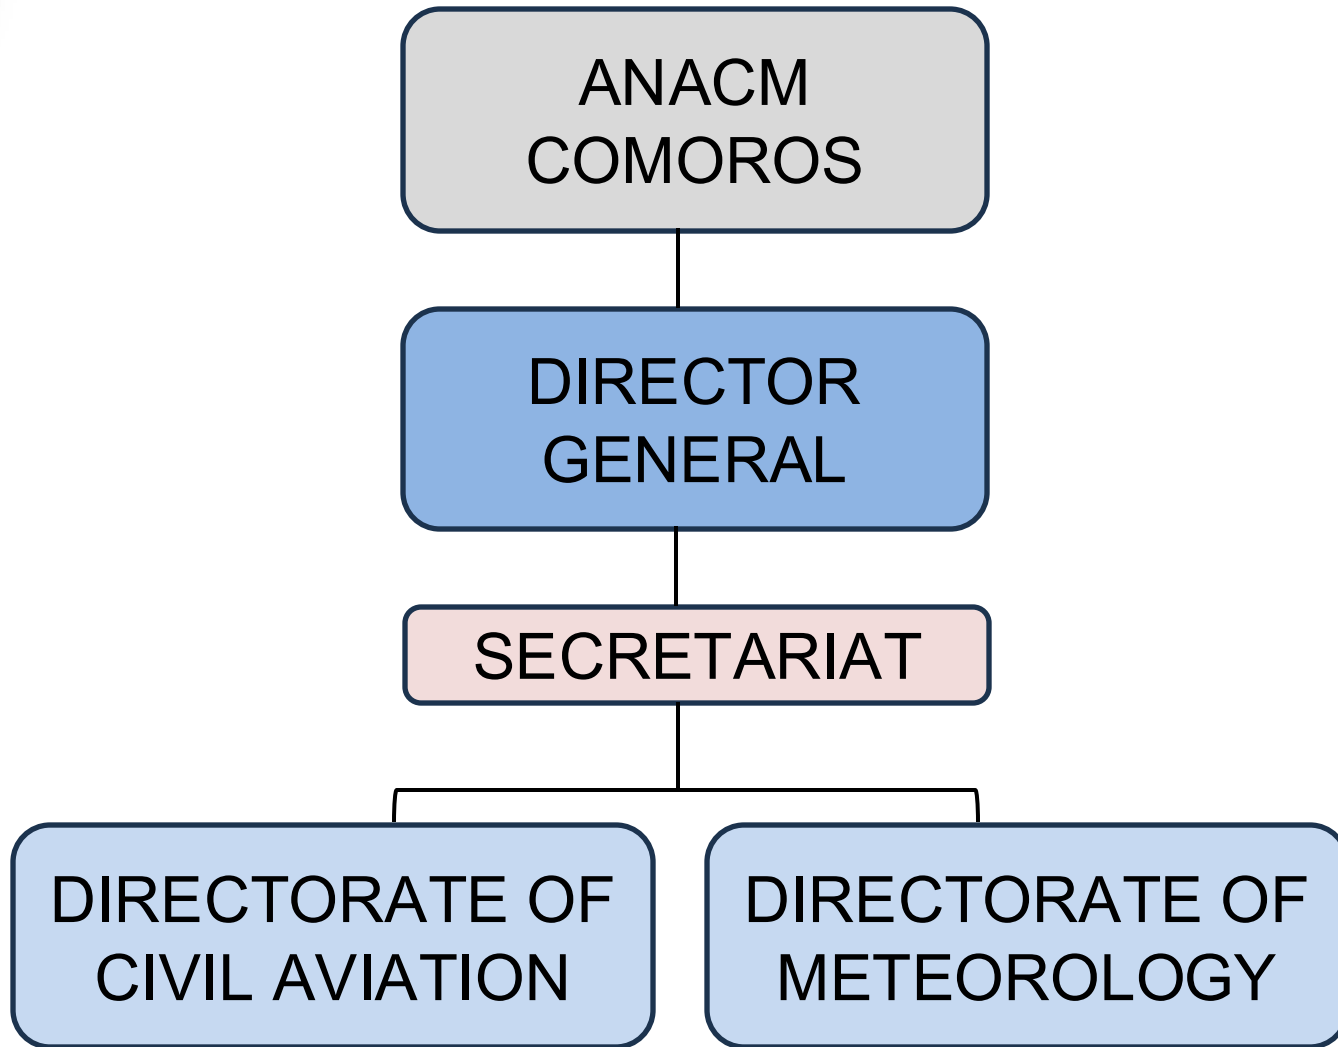 ANACM
COMOROS
DIRECTOR
GENERAL
SECRETARIAT
DIRECTORATE OF
CIVIL AVIATION
DIRECTORATE OF
METEOROLOGY